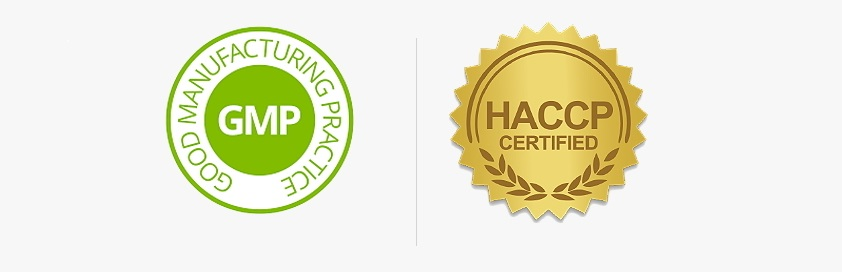 GOOD MANUFACTURING PRACTICE
GMP
HACCP
CERTIFIED